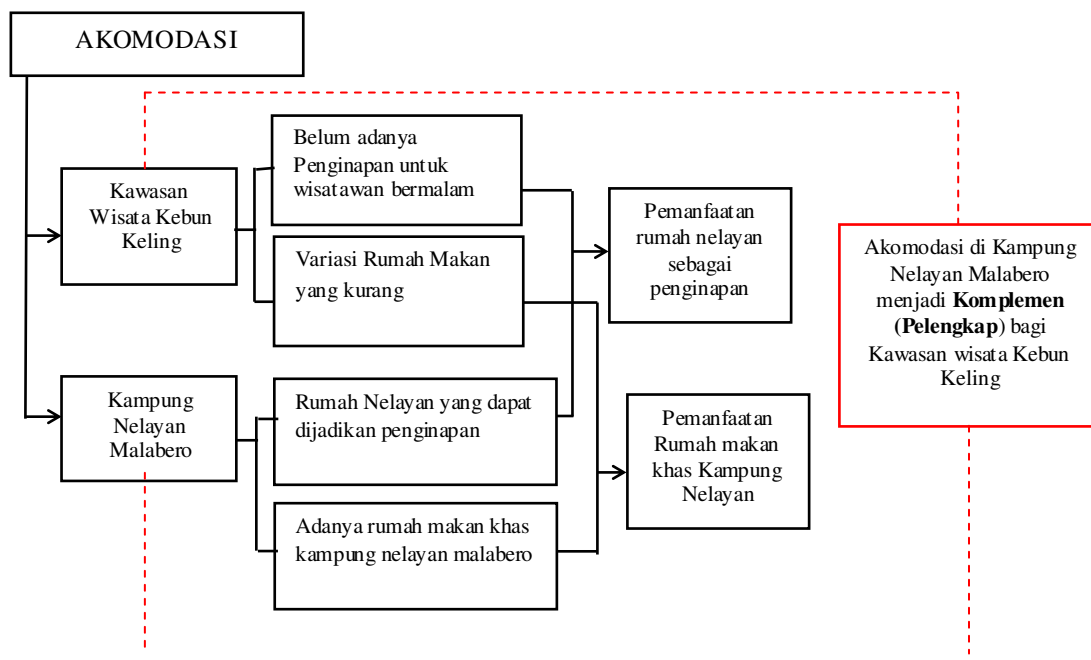 AKOMODASI
Kawasan
Wisata Kebun
Keling
Belum adanya
Penginapan untuk
wisatawan bermalam
Variasi Rumah Makan
yang kurang
Pemanfaatan
rumah nelayan
sebagai
penginapan
Akomodasi di Kampung
Nelayan Malabero
menjadi Komplemen
(Pelengkap) bagi
Kawasan wisata Kebun
Keling
Kampung
Nelayan
Malabero
Rumah Nelayan yang dapat
dijadikan penginapan
Adanya rumah makan khas
kampung nelayan malabero
Pemanfaatan
Rumah makan
khas Kampung
Nelayan